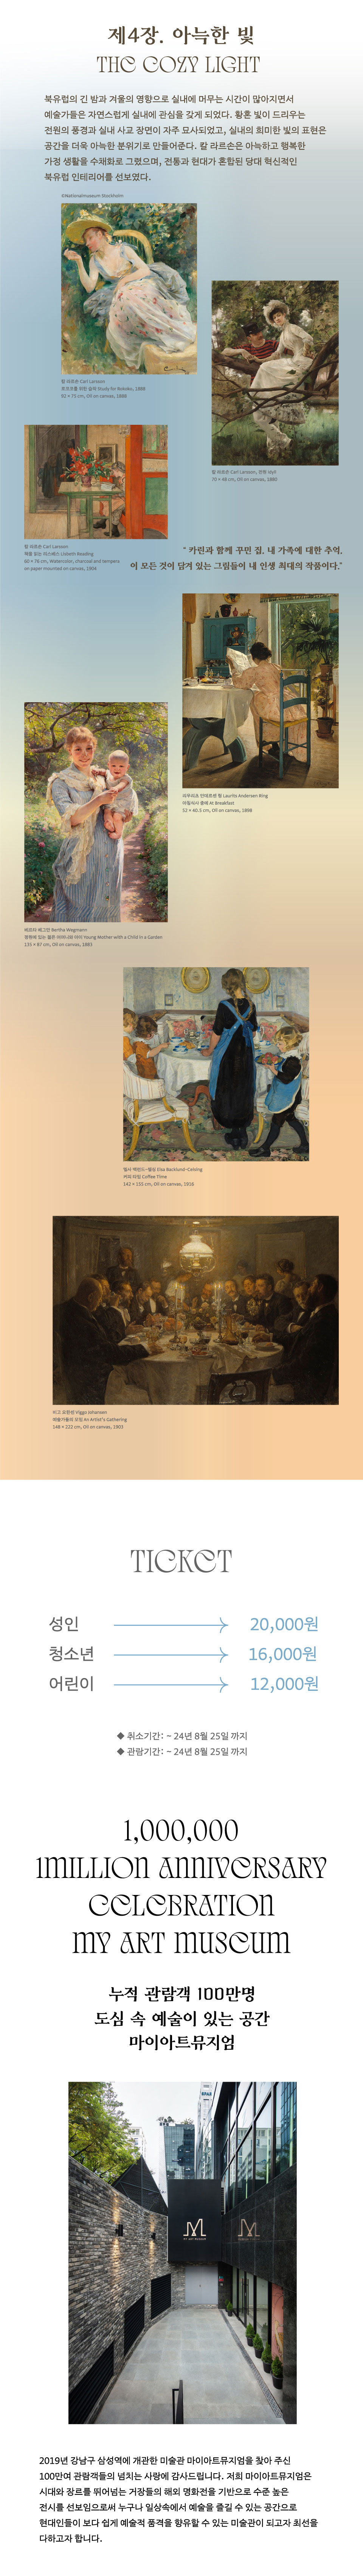 제4장. 아늑한 빛
THE COZY LIGHT
북유럽의 긴 밤과 겨울의 영향으로 실내에 머무는 시간이 많아지면서
예술가들은 자연스럽게 실내에 관심을 갖게 되었다. 황혼 빛이 드리우는
전원의 풍경과 실내 사교 장면이 자주 묘사되었고, 실내의 희미한 빛의 표현은
공간을 더욱 아늑한 분위기로 만들어준다. 칼 라르손은 아늑하고 행복한
가정 생활을 수채화로 그렸으며, 전통과 현대가 혼합된 당대 혁신적인
북유럽 인테리어를 선보였다.
©Nationalmuseum Stockholm
칼 라르손 Carl Larsson
로코코를 위한 습작 Study for Rokoko, 1888
92 × 73 cm, Oil on canvas, 1888
칼 라르손 Carl Larsson, 전원 Idyll
70 × 48 cm, Oil on canvas, 1880
칼 라르손 Carl Larsson
책을 읽는 리스베스 Lisbeth Reading
60 × 76 cm, Watercolor, charcoal and tempera
on paper mounted on canvas, 1904
“ 카린과 함께 꾸민 집, 내 가족에 대한 추억,
이 모든 것이 담겨 있는 그림들이 내 인생 최대의 작품이다.”
라우리츠 안데르센 링 Laurits Andersen Ring
아침식사 중에 At Breakfast
52 × 40.5 cm, Oil on canvas, 1898
베르타 베그만 Bertha Wegmann
정원에 있는 젊은 어머니와 아이 Young Mother with a Child in a Garden
135 × 87 cm, Oil on canvas, 1883
엘사 백런드-셀싱 Elsa Backlund-Celsing
커피 타임 Coffee Time
142 × 155 cm, Oil on canvas, 1916
비고 요한센 Viggo Johansen
예술가들의 모임 An Artist's Gathering
148 × 222 cm, Oil on canvas, 1903
TICKET
성인 20,000원
청소년 16,000원
어린이 12,000원
◆ 취소기간: ~ 24년 8월 25일 까지
◆ 관람기간: ~ 24년 8월 25일 까지
1,000,000
1MILLION ANNIVERSARY
CELEBRATION
MY ART MUSEUM
누적 관람객 100만명
도심 속 예술이 있는 공간
마이아트뮤지엄
2019년 강남구 삼성역에 개관한 미술관 마이아트뮤지엄을 찾아 주신
100만여 관람객들의 넘치는 사랑에 감사드립니다. 저희 마이아트뮤지엄은
시대와 장르를 뛰어넘는 거장들의 해외 명화전을 기반으로 수준 높은
전시를 선보임으로써 누구나 일상속에서 예술을 즐길 수 있는 공간으로
현대인들이 보다 쉽게 예술적 품격을 향유할 수 있는 미술관이 되고자 최선을
다하고자 합니다.